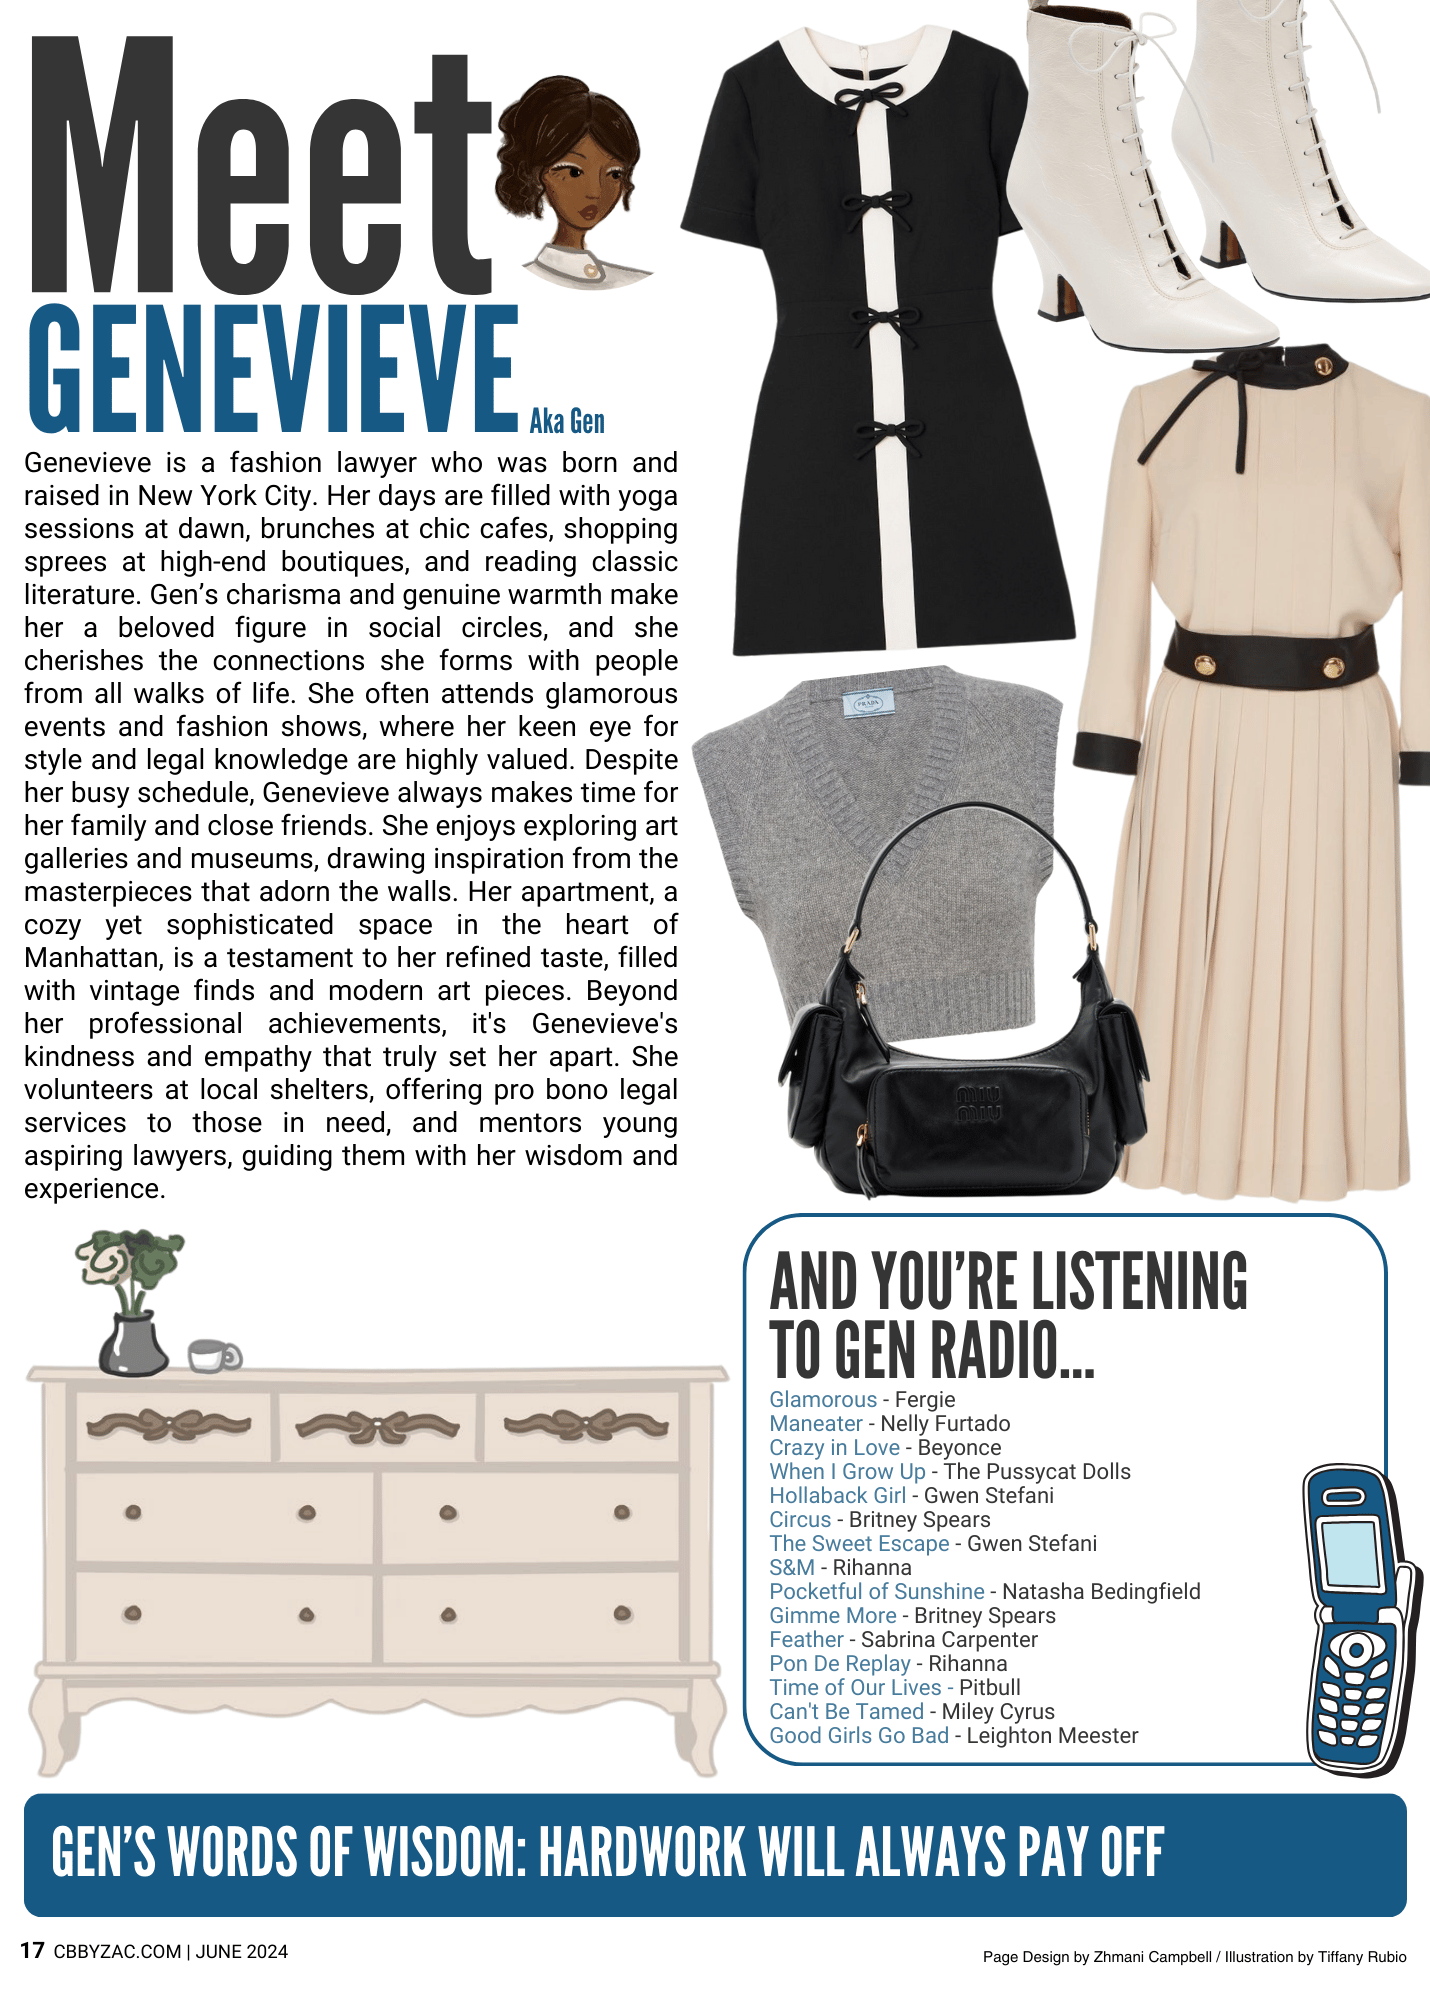 Meet
GENEVIEVE Aka Gen
Genevieve is a fashion lawyer who was born and
raised in New York City. Her days are filled with yoga
sessions at dawn, brunches at chic cafes, shopping
sprees at high-end boutiques, and reading classic
literature. Gen’s charisma and genuine warmth make
her a beloved figure in social circles, and she
cherishes the connections she forms with people
from all walks of life. She often attends glamorous
events and fashion shows, where her keen eye for
style and legal knowledge are highly valued. Despite
her busy schedule, Genevieve always makes time for
her family and close friends. She enjoys exploring art
galleries and museums, drawing inspiration from the
masterpieces that adorn the walls. Her apartment, a
cozy yet sophisticated space in the heart of
Manhattan, is a testament to her refined taste, filled
with vintage finds and modern art pieces. Beyond
her professional achievements, it's Genevieve's
kindness and empathy that truly set her apart. She
volunteers at local shelters, offering pro bono legal
services to those in need, and mentors young
aspiring lawyers, guiding them with her wisdom and
experience.
PRADA
MIU
MIU
AND YOU’RE LISTENING
TO GEN RADIO...
Glamorous - Fergie
Maneater - Nelly Furtado
Crazy in Love - Beyonce
When I Grow Up - The Pussycat Dolls
Hollaback Girl - Gwen Stefani
Circus - Britney Spears
The Sweet Escape - Gwen Stefani
S&M - Rihanna
Pocketful of Sunshine - Natasha Bedingfield
Gimme More - Britney Spears
Feather - Sabrina Carpenter
Pon De Replay - Rihanna
Time of Our Lives - Pitbull
Can't Be Tamed - Miley Cyrus
Good Girls Go Bad - Leighton Meester
GEN’S WORDS OF WISDOM: HARDWORK WILL ALWAYS PAY OFF
17 CBBYZAC.COM | JUNE 2024
Page Design by Zhmani Campbell / Illustration by Tiffany Rubio